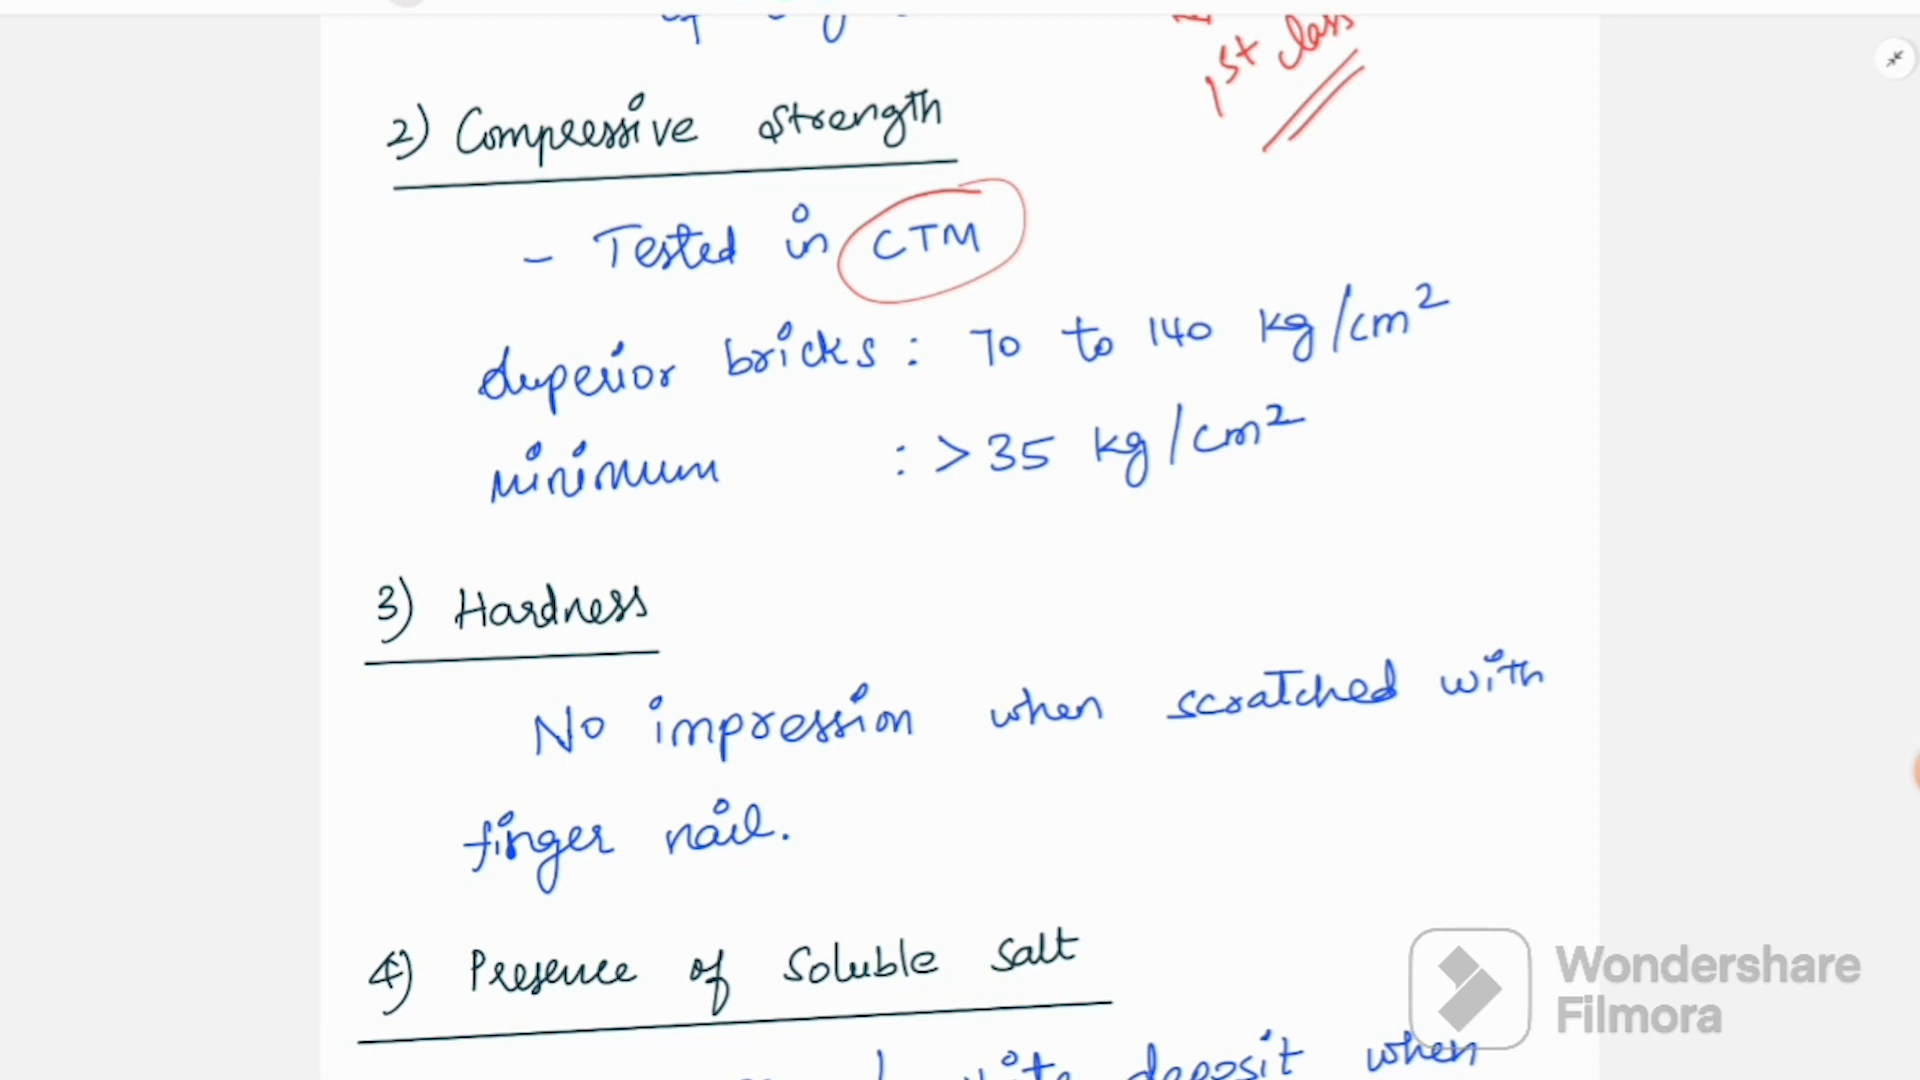 1st class
2) Compressive strength
- Tested in CTM
superior bricks : 70 to 140 kg/cm²
minimum : > 35 kg/cm²
3) Hardness
No impression when scratched with
finger nail.
4) Presence of Soluble Salt
deposit when
Wondershare
Filmora